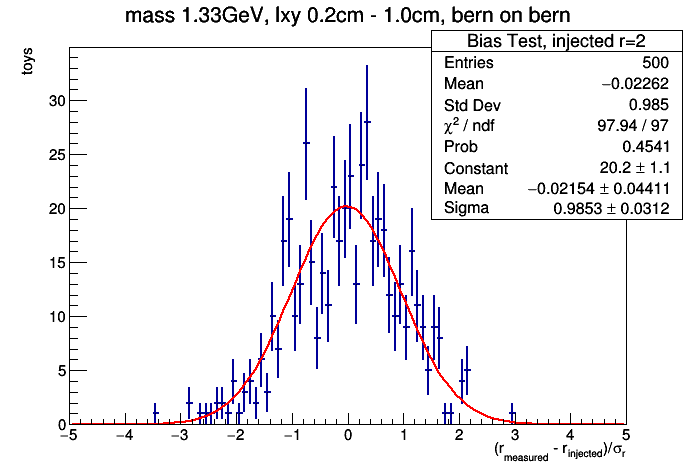 mass 1.33GeV, lxy 0.2cm - 1.0cm, bern on bern
Bias Test, injected r=2
Entries 500
Mean −0.02262
Std Dev 0.985
χ² / ndf 97.94 / 97
Prob 0.4541
Constant 20.2 ± 1.1
Mean −0.02154 ± 0.04411
Sigma 0.9853 ± 0.0312
toys
30
25
20
15
10
5
0
−5 −4 −3 −2 −1 0 1 2 3 4 5
(r_measured - r_injected)/σ_r